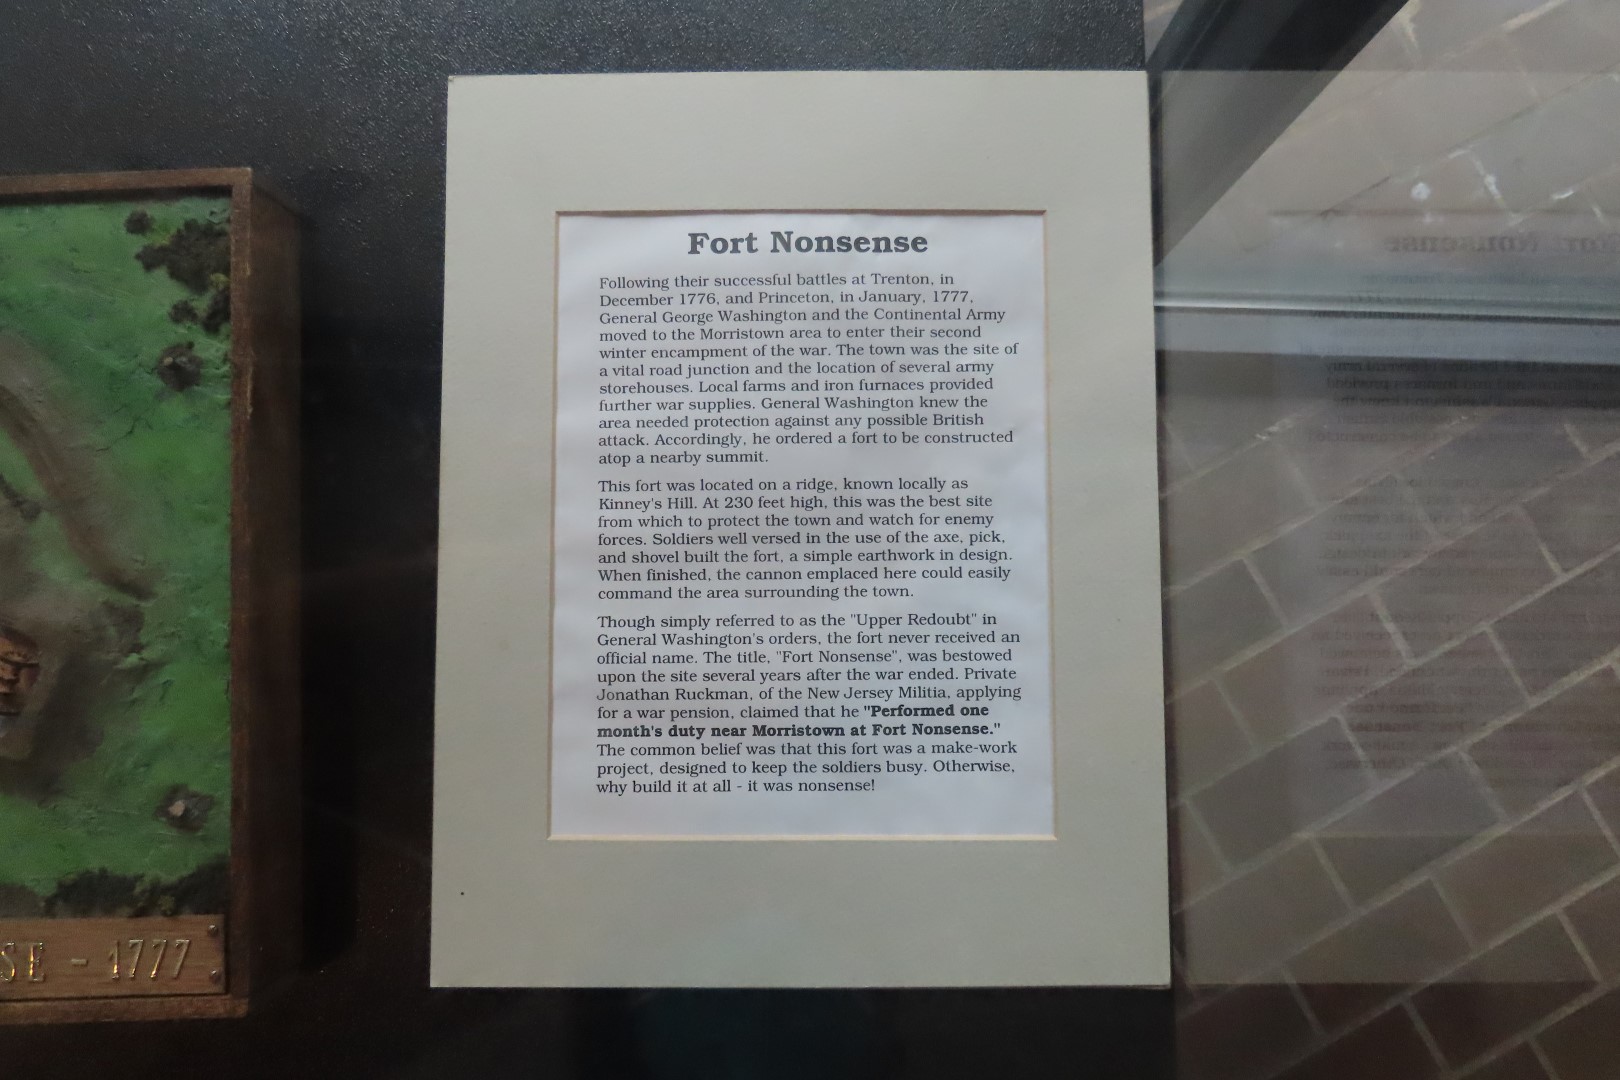 Fort Nonsense
Following their successful battles at Trenton, in
December 1776, and Princeton, in January, 1777,
General George Washington and the Continental Army
moved to the Morristown area to enter their second
winter encampment of the war. The town was the site of
a vital road junction and the location of several army
storehouses. Local farms and iron furnaces provided
further war supplies. General Washington knew the
area needed protection against any possible British
attack. Accordingly, he ordered a fort to be constructed
atop a nearby summit.
This fort was located on a ridge, known locally as
Kinney's Hill. At 230 feet high, this was the best site
from which to protect the town and watch for enemy
forces. Soldiers well versed in the use of the axe, pick,
and shovel built the fort, a simple earthwork in design.
When finished, the cannon emplaced here could easily
command the area surrounding the town.
Though simply referred to as the "Upper Redoubt" in
General Washington's orders, the fort never received an
official name. The title, "Fort Nonsense", was bestowed
upon the site several years after the war ended. Private
Jonathan Ruckman, of the New Jersey Militia, applying
for a war pension, claimed that he "Performed one
month's duty near Morristown at Fort Nonsense."
The common belief was that this fort was a make-work
project, designed to keep the soldiers busy. Otherwise,
why build it at all - it was nonsense!
SE - 1777